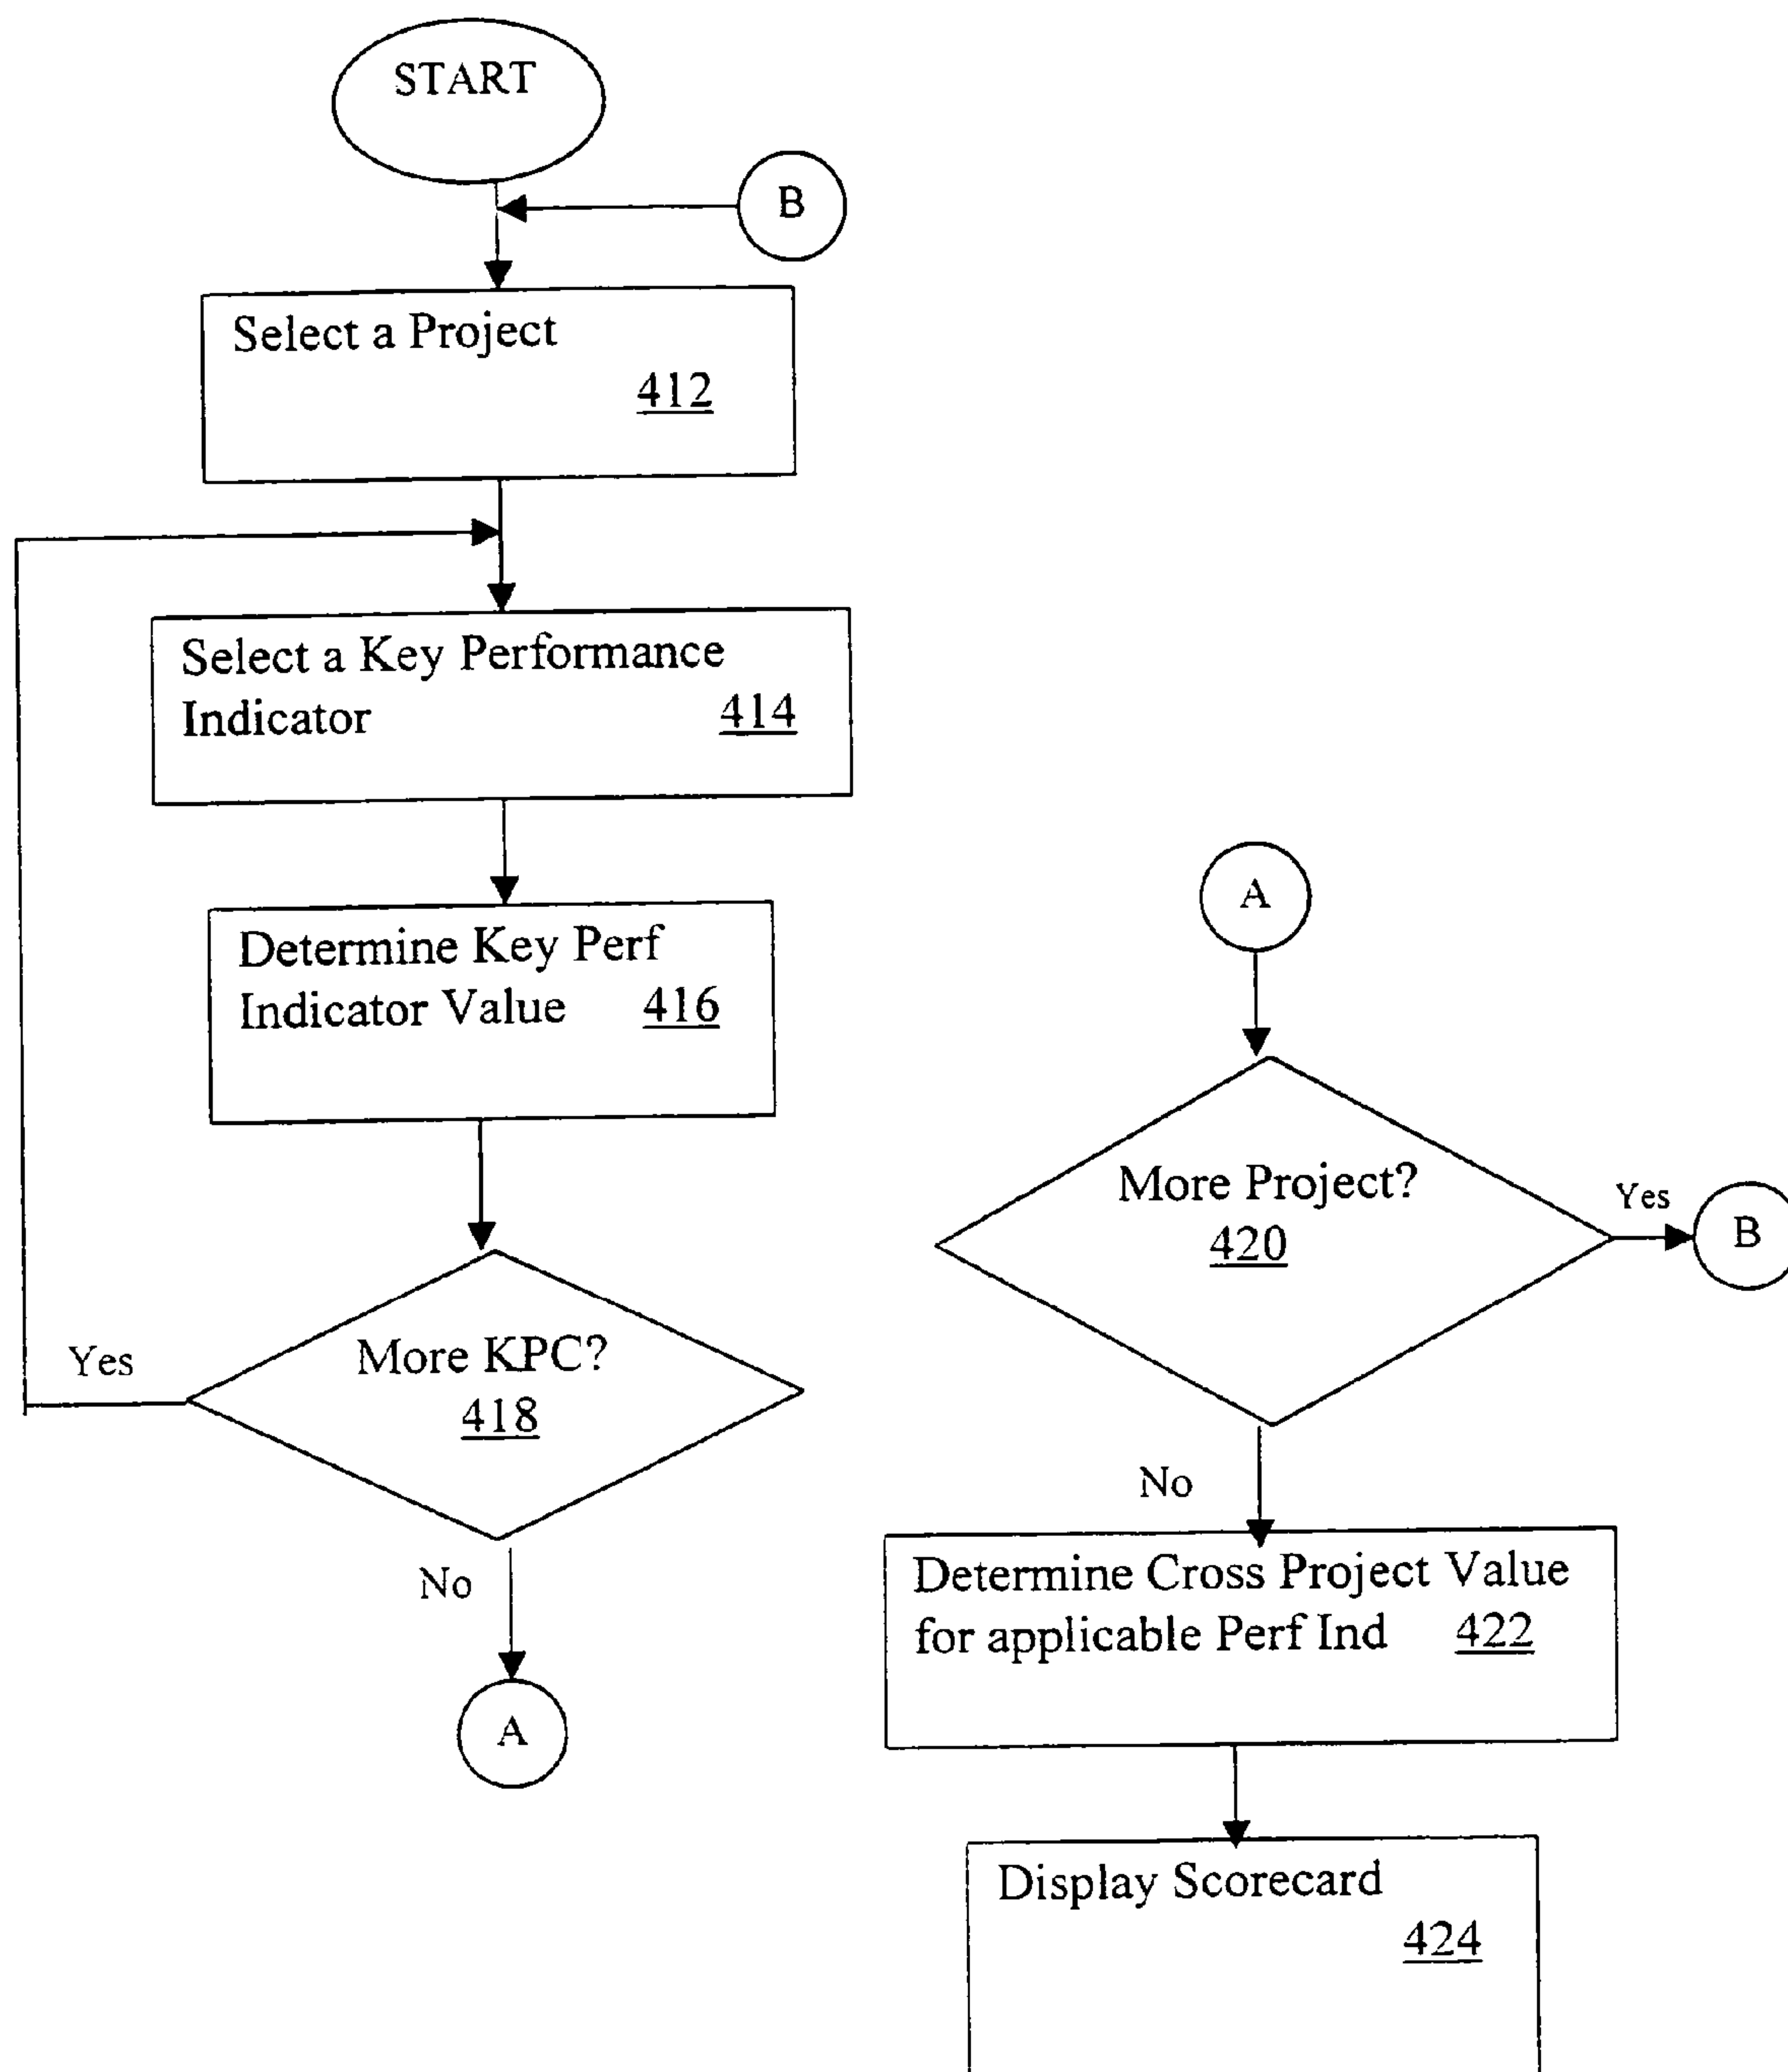 START
B
Select a Project
412
Select a Key Performance
Indicator 414
Determine Key Perf
Indicator Value 416
More KPC?
418
Yes
No
A
A
More Project?
420
Yes
B
No
Determine Cross Project Value
for applicable Perf Ind 422
Display Scorecard
424